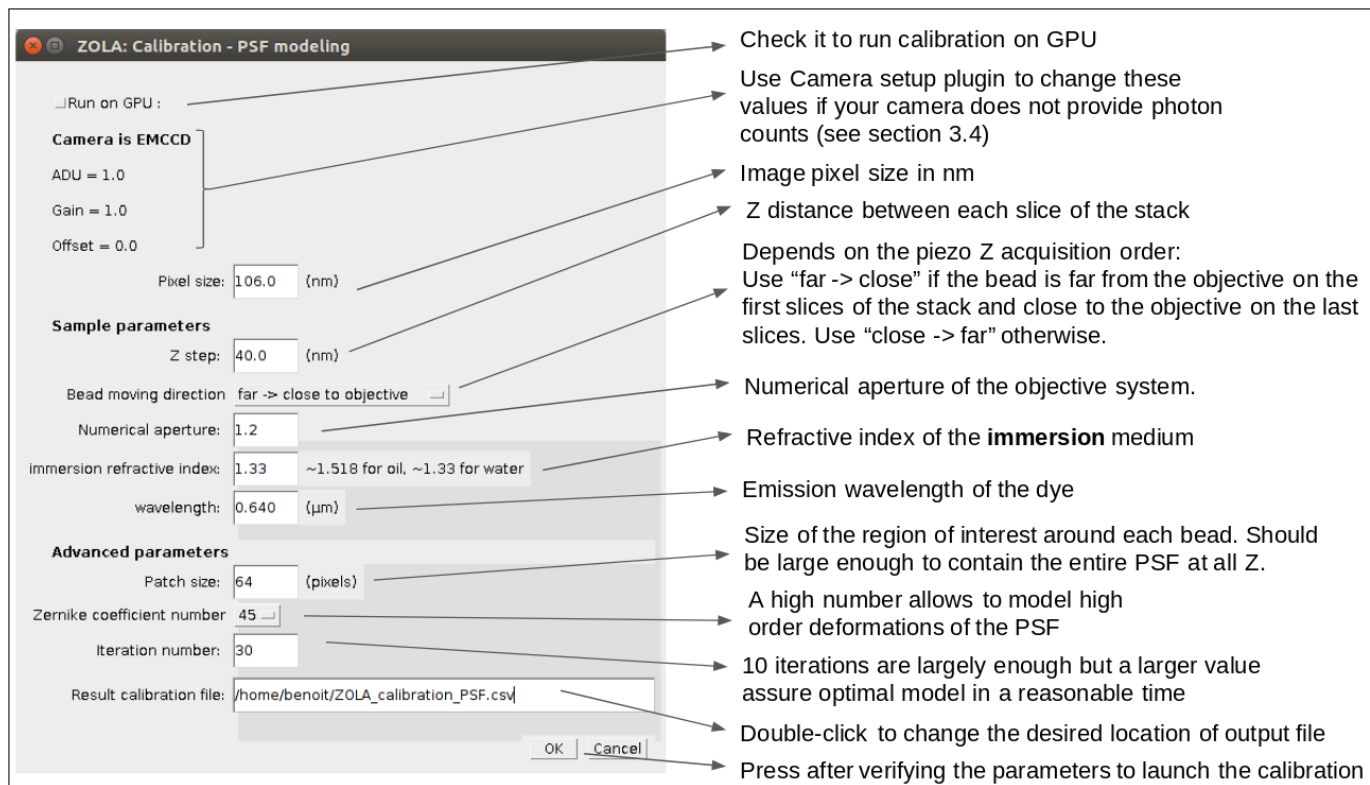 ZOLA: Calibration - PSF modeling
Run on GPU :
Camera is EMCCD
ADU = 1.0
Gain = 1.0
Offset = 0.0
Pixel size: 106.0 (nm)
Sample parameters
Z step: 40.0 (nm)
Bead moving direction far -> close to objective
Numerical aperture: 1.2
immersion refractive index: 1.33 ~1.518 for oil, ~1.33 for water
wavelength: 0.640 (µm)
Advanced parameters
Patch size: 64 (pixels)
Zernike coefficient number 45
Iteration number: 30
Result calibration file: /home/benoit/ZOLA_calibration_PSF.csv
OK Cancel
Check it to run calibration on GPU
Use Camera setup plugin to change these
values if your camera does not provide photon
counts (see section 3.4)
Image pixel size in nm
Z distance between each slice of the stack
Depends on the piezo Z acquisition order:
Use “far -> close” if the bead is far from the objective on the
first slices of the stack and close to the objective on the last
slices. Use “close -> far” otherwise.
Numerical aperture of the objective system.
Refractive index of the immersion medium
Emission wavelength of the dye
Size of the region of interest around each bead. Should
be large enough to contain the entire PSF at all Z.
A high number allows to model high
order deformations of the PSF
10 iterations are largely enough but a larger value
assure optimal model in a reasonable time
Double-click to change the desired location of output file
Press after verifying the parameters to launch the calibration